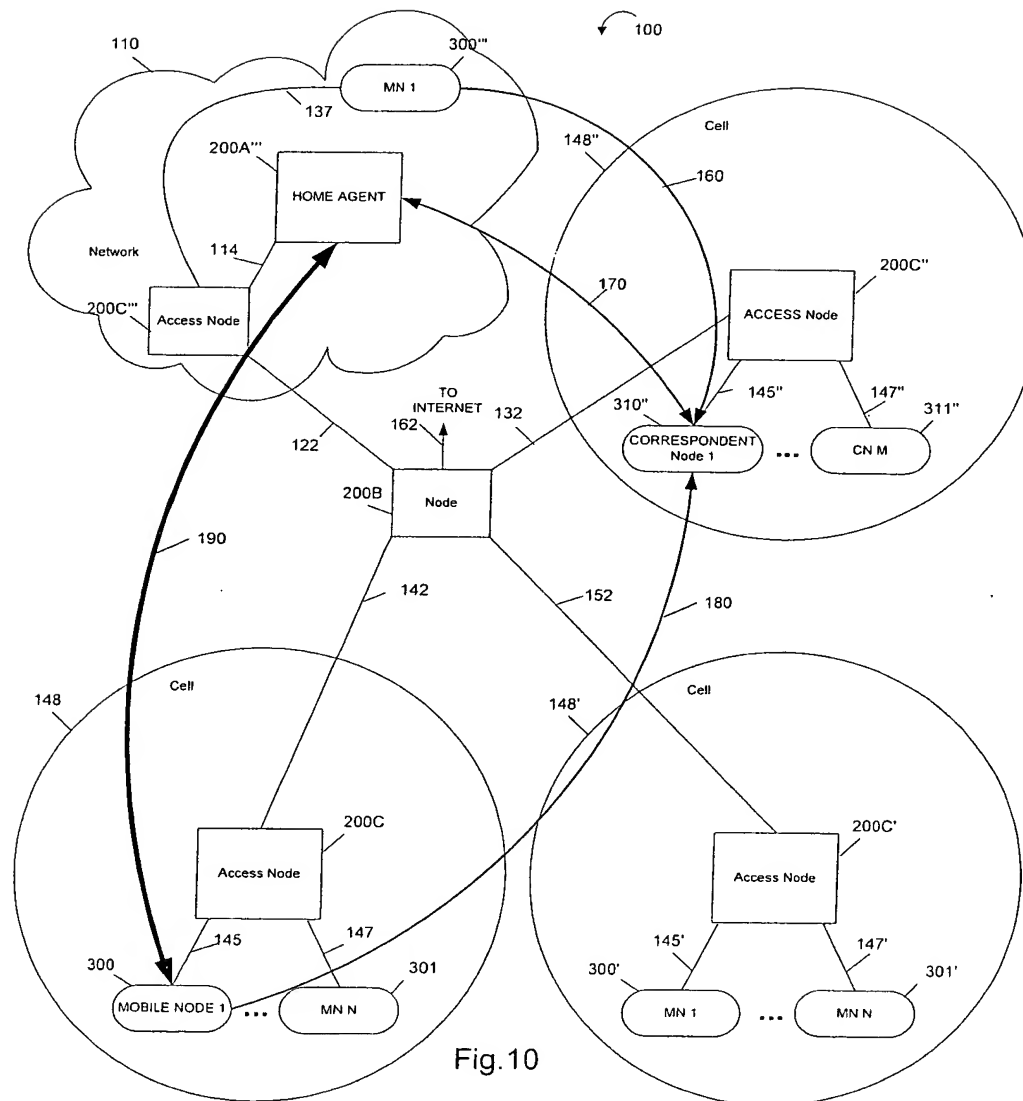 100
110
300'''
MN 1
137
Cell
148''
200A'''
160
HOME AGENT
114
Network
200C''
170
ACCESS Node
200C'''
Access Node
TO
INTERNET
145''
147''
310''
132
311''
162
122
CORRESPONDENT
Node 1
...
CN M
200B
Node
190
142
152
180
Cell
Cell
148
148'
200C
200C'
Access Node
Access Node
145
147
145'
147'
300
301
300'
301'
MOBILE NODE 1
...
MN N
MN 1
...
MN N
Fig.10